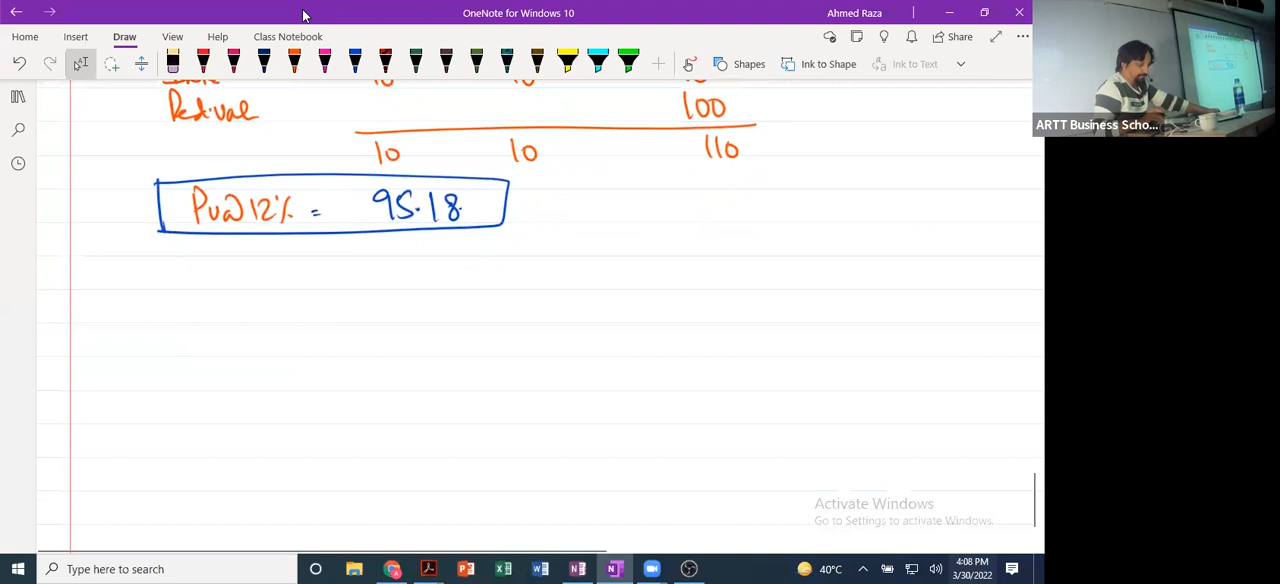 OneNote for Windows 10
Ahmed Raza
Home Insert Draw View Help Class Notebook
Share
Shapes Ink to Shape Ink to Text
ARTT Business Scho...
10 10
100
10 10 110
Pv@12% = 95.18
Activate Windows
Go to Settings to activate Windows.
Type here to search
40°C
4:08 PM
3/30/2022